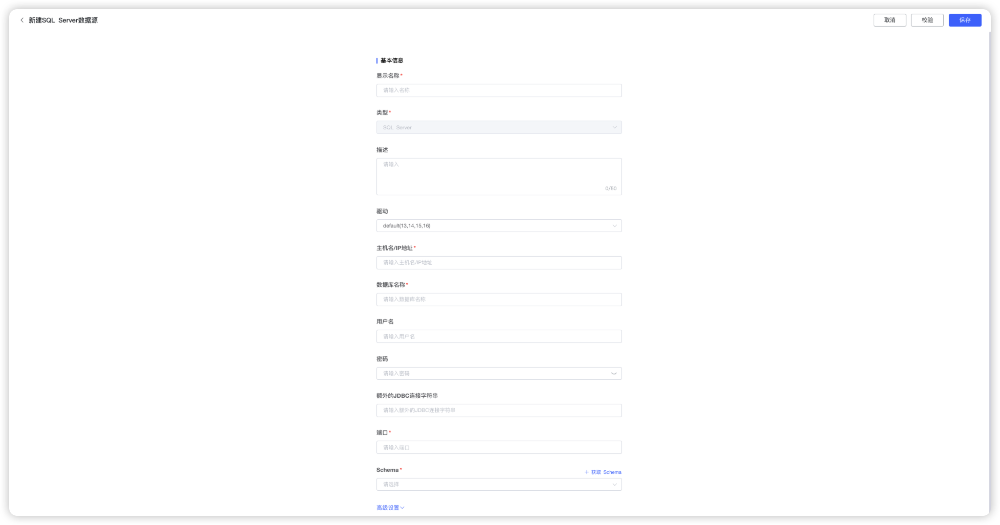 新建SQL Server数据源
取消
校验
保存
基本信息
显示名称*
请输入名称
类型*
SQL Server
描述
请输入
0/50
驱动
default(13,14,15,16)
主机名/IP地址*
请输入主机名/IP地址
数据库名称*
请输入数据库名称
用户名
请输入用户名
密码
请输入密码
额外的JDBC连接字符串
请输入额外的JDBC连接字符串
端口*
请输入端口
Schema*
+ 获取 Schema
请选择
高级设置